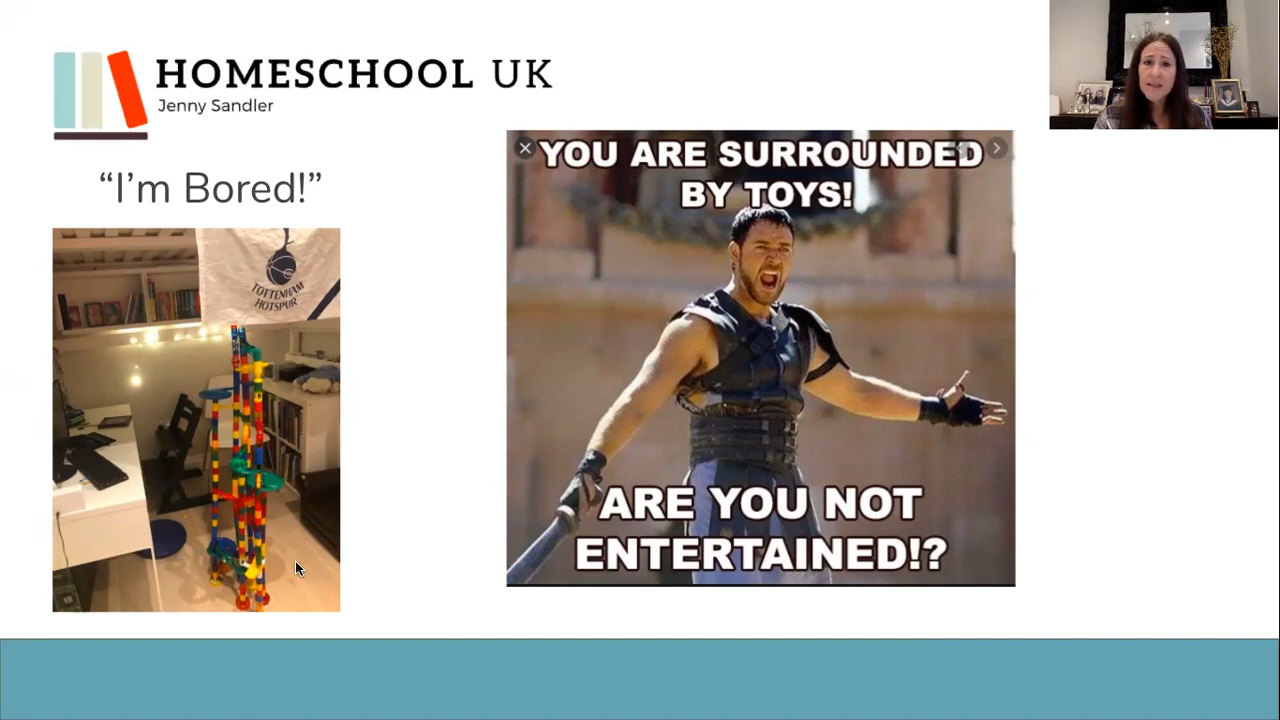 HOMESCHOOL UK
Jenny Sandler
“I’m Bored!”
TOTTENHAM
HOTSPUR
YOU ARE SURROUNDED
BY TOYS!
ARE YOU NOT
ENTERTAINED!?